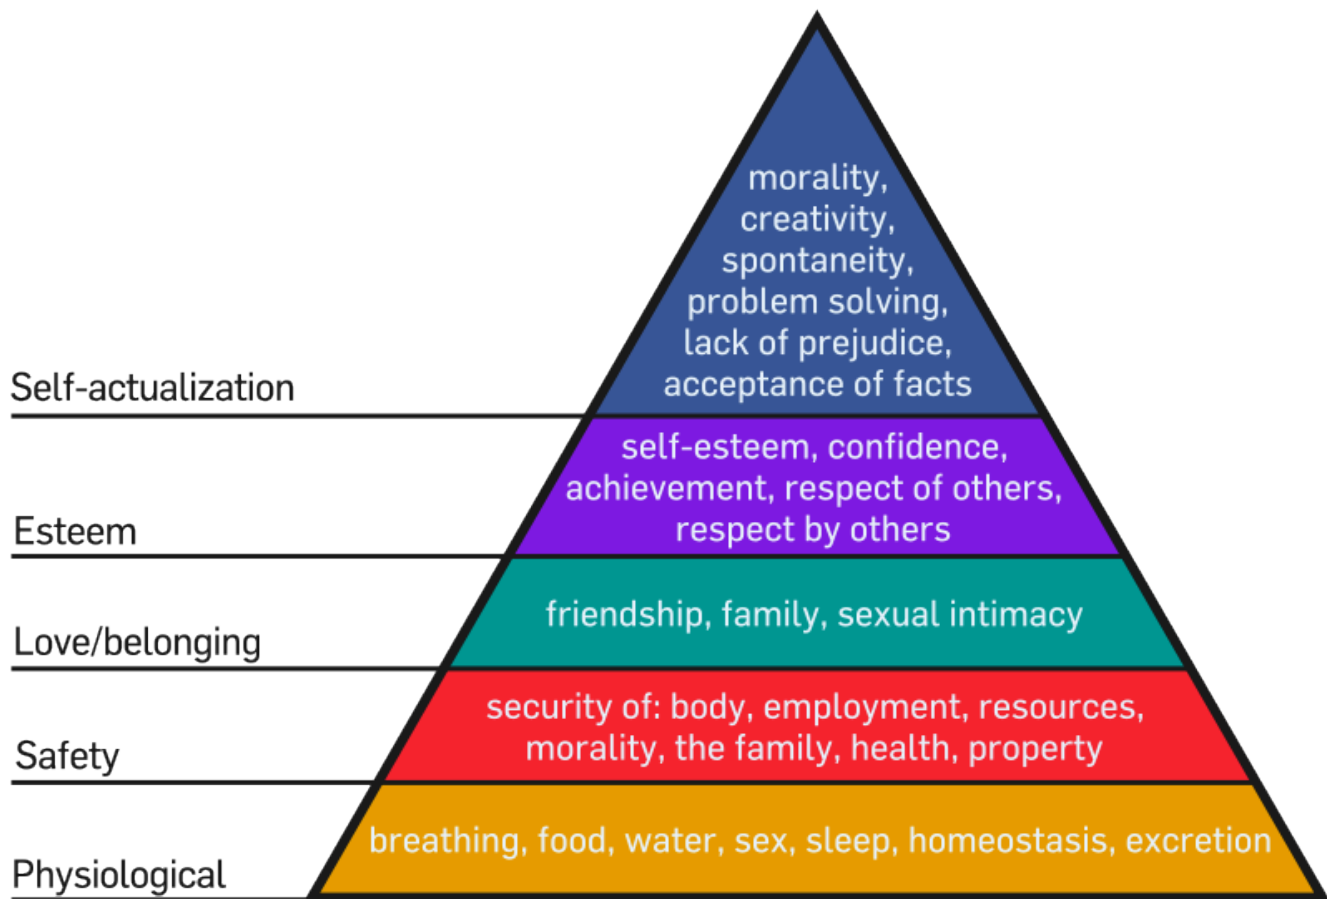 morality,
creativity,
spontaneity,
problem solving,
lack of prejudice,
acceptance of facts
Self-actualization
self-esteem, confidence,
achievement, respect of others,
respect by others
Esteem
friendship, family, sexual intimacy
Love/belonging
security of: body, employment, resources,
morality, the family, health, property
Safety
breathing, food, water, sex, sleep, homeostasis, excretion
Physiological